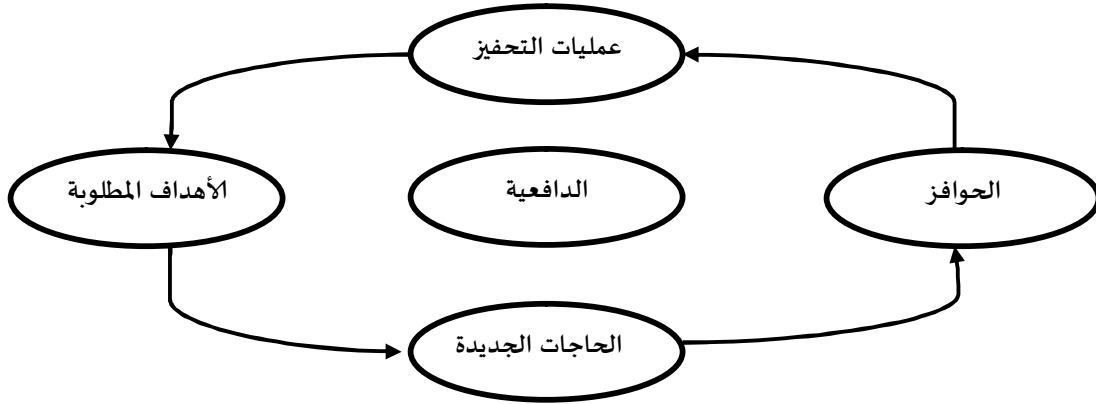 عمليات التحفيز
الحوافز
الدافعية
الأهداف المطلوبة
الحاجات الجديدة